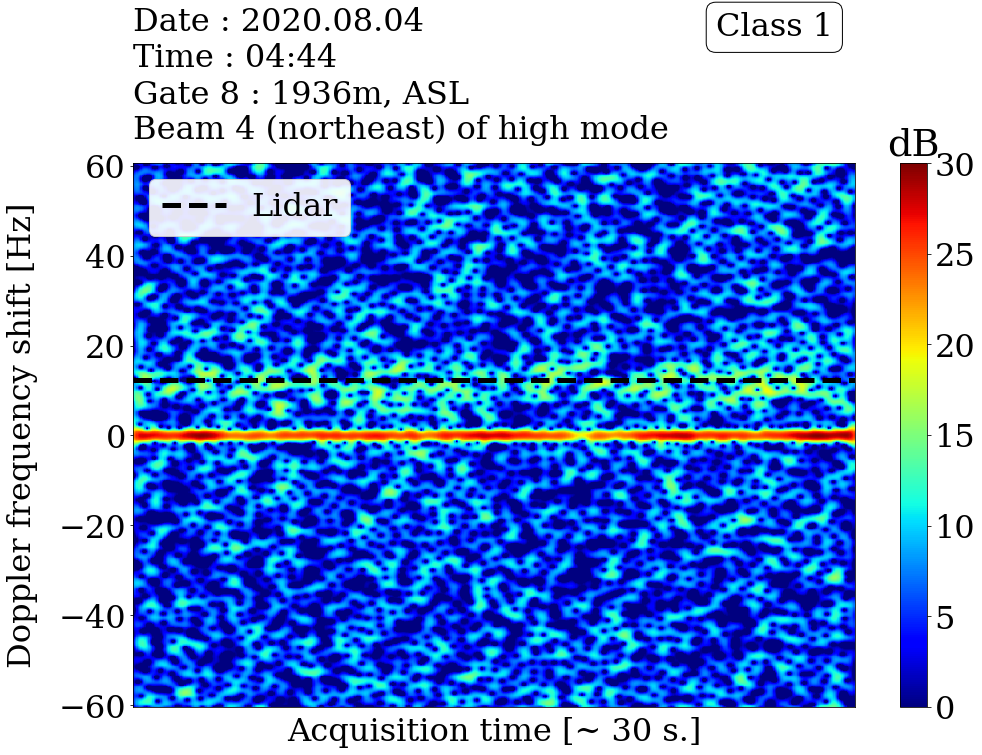 Date : 2020.08.04
Time : 04:44
Gate 8 : 1936m, ASL
Beam 4 (northeast) of high mode
Class 1
dB
60
40
20
0
−20
−40
−60
Doppler frequency shift [Hz]
Lidar
30
25
20
15
10
5
0
Acquisition time [~ 30 s.]